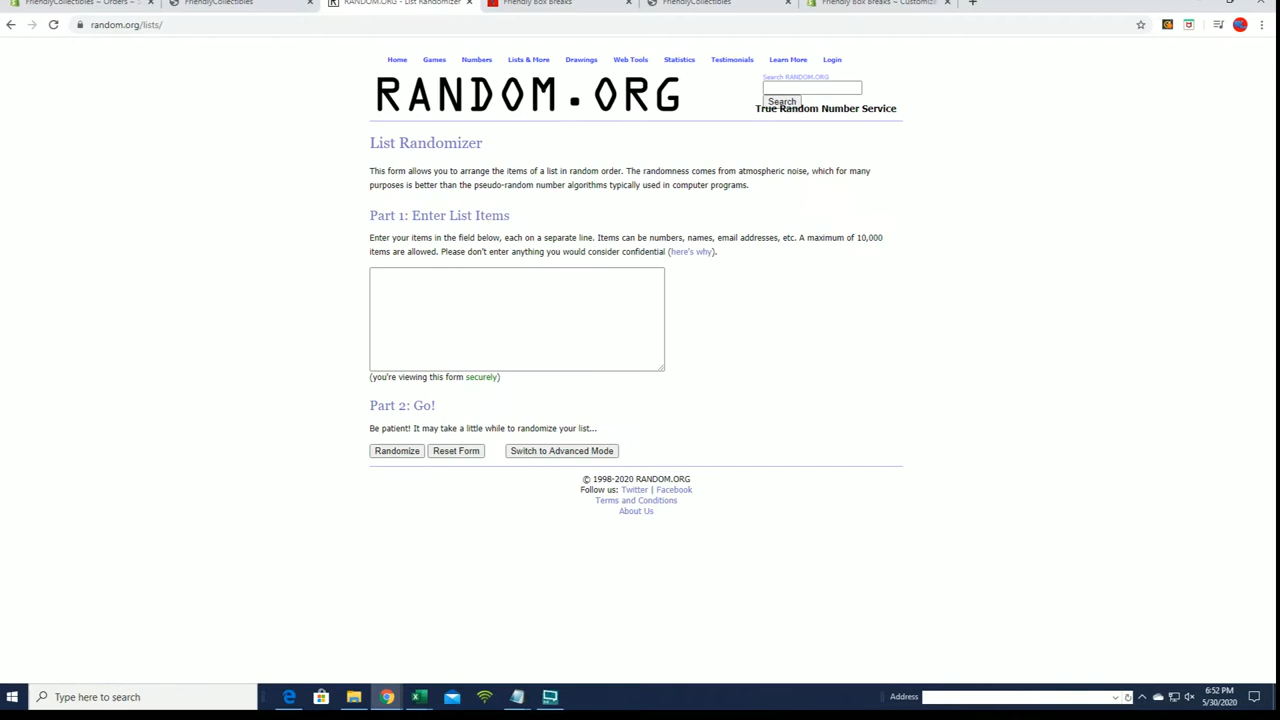 FriendlyCollectibles ~ Orders ~ S
FriendlyCollectibles
RANDOM.ORG - List Randomizer
Friendly Box Breaks
FriendlyCollectibles
Friendly Box Breaks ~ Customiz
random.org/lists/
Home Games Numbers Lists & More Drawings Web Tools Statistics Testimonials Learn More Login
RANDOM.ORG
Search RANDOM.ORG
Search
True Random Number Service
List Randomizer
This form allows you to arrange the items of a list in random order. The randomness comes from atmospheric noise, which for many
purposes is better than the pseudo-random number algorithms typically used in computer programs.
Part 1: Enter List Items
Enter your items in the field below, each on a separate line. Items can be numbers, names, email addresses, etc. A maximum of 10,000
items are allowed. Please don't enter anything you would consider confidential (here's why).
(you're viewing this form securely)
Part 2: Go!
Be patient! It may take a little while to randomize your list...
Randomize Reset Form Switch to Advanced Mode
© 1998-2020 RANDOM.ORG
Follow us: Twitter | Facebook
Terms and Conditions
About Us
Type here to search
Address
6:52 PM
5/30/2020